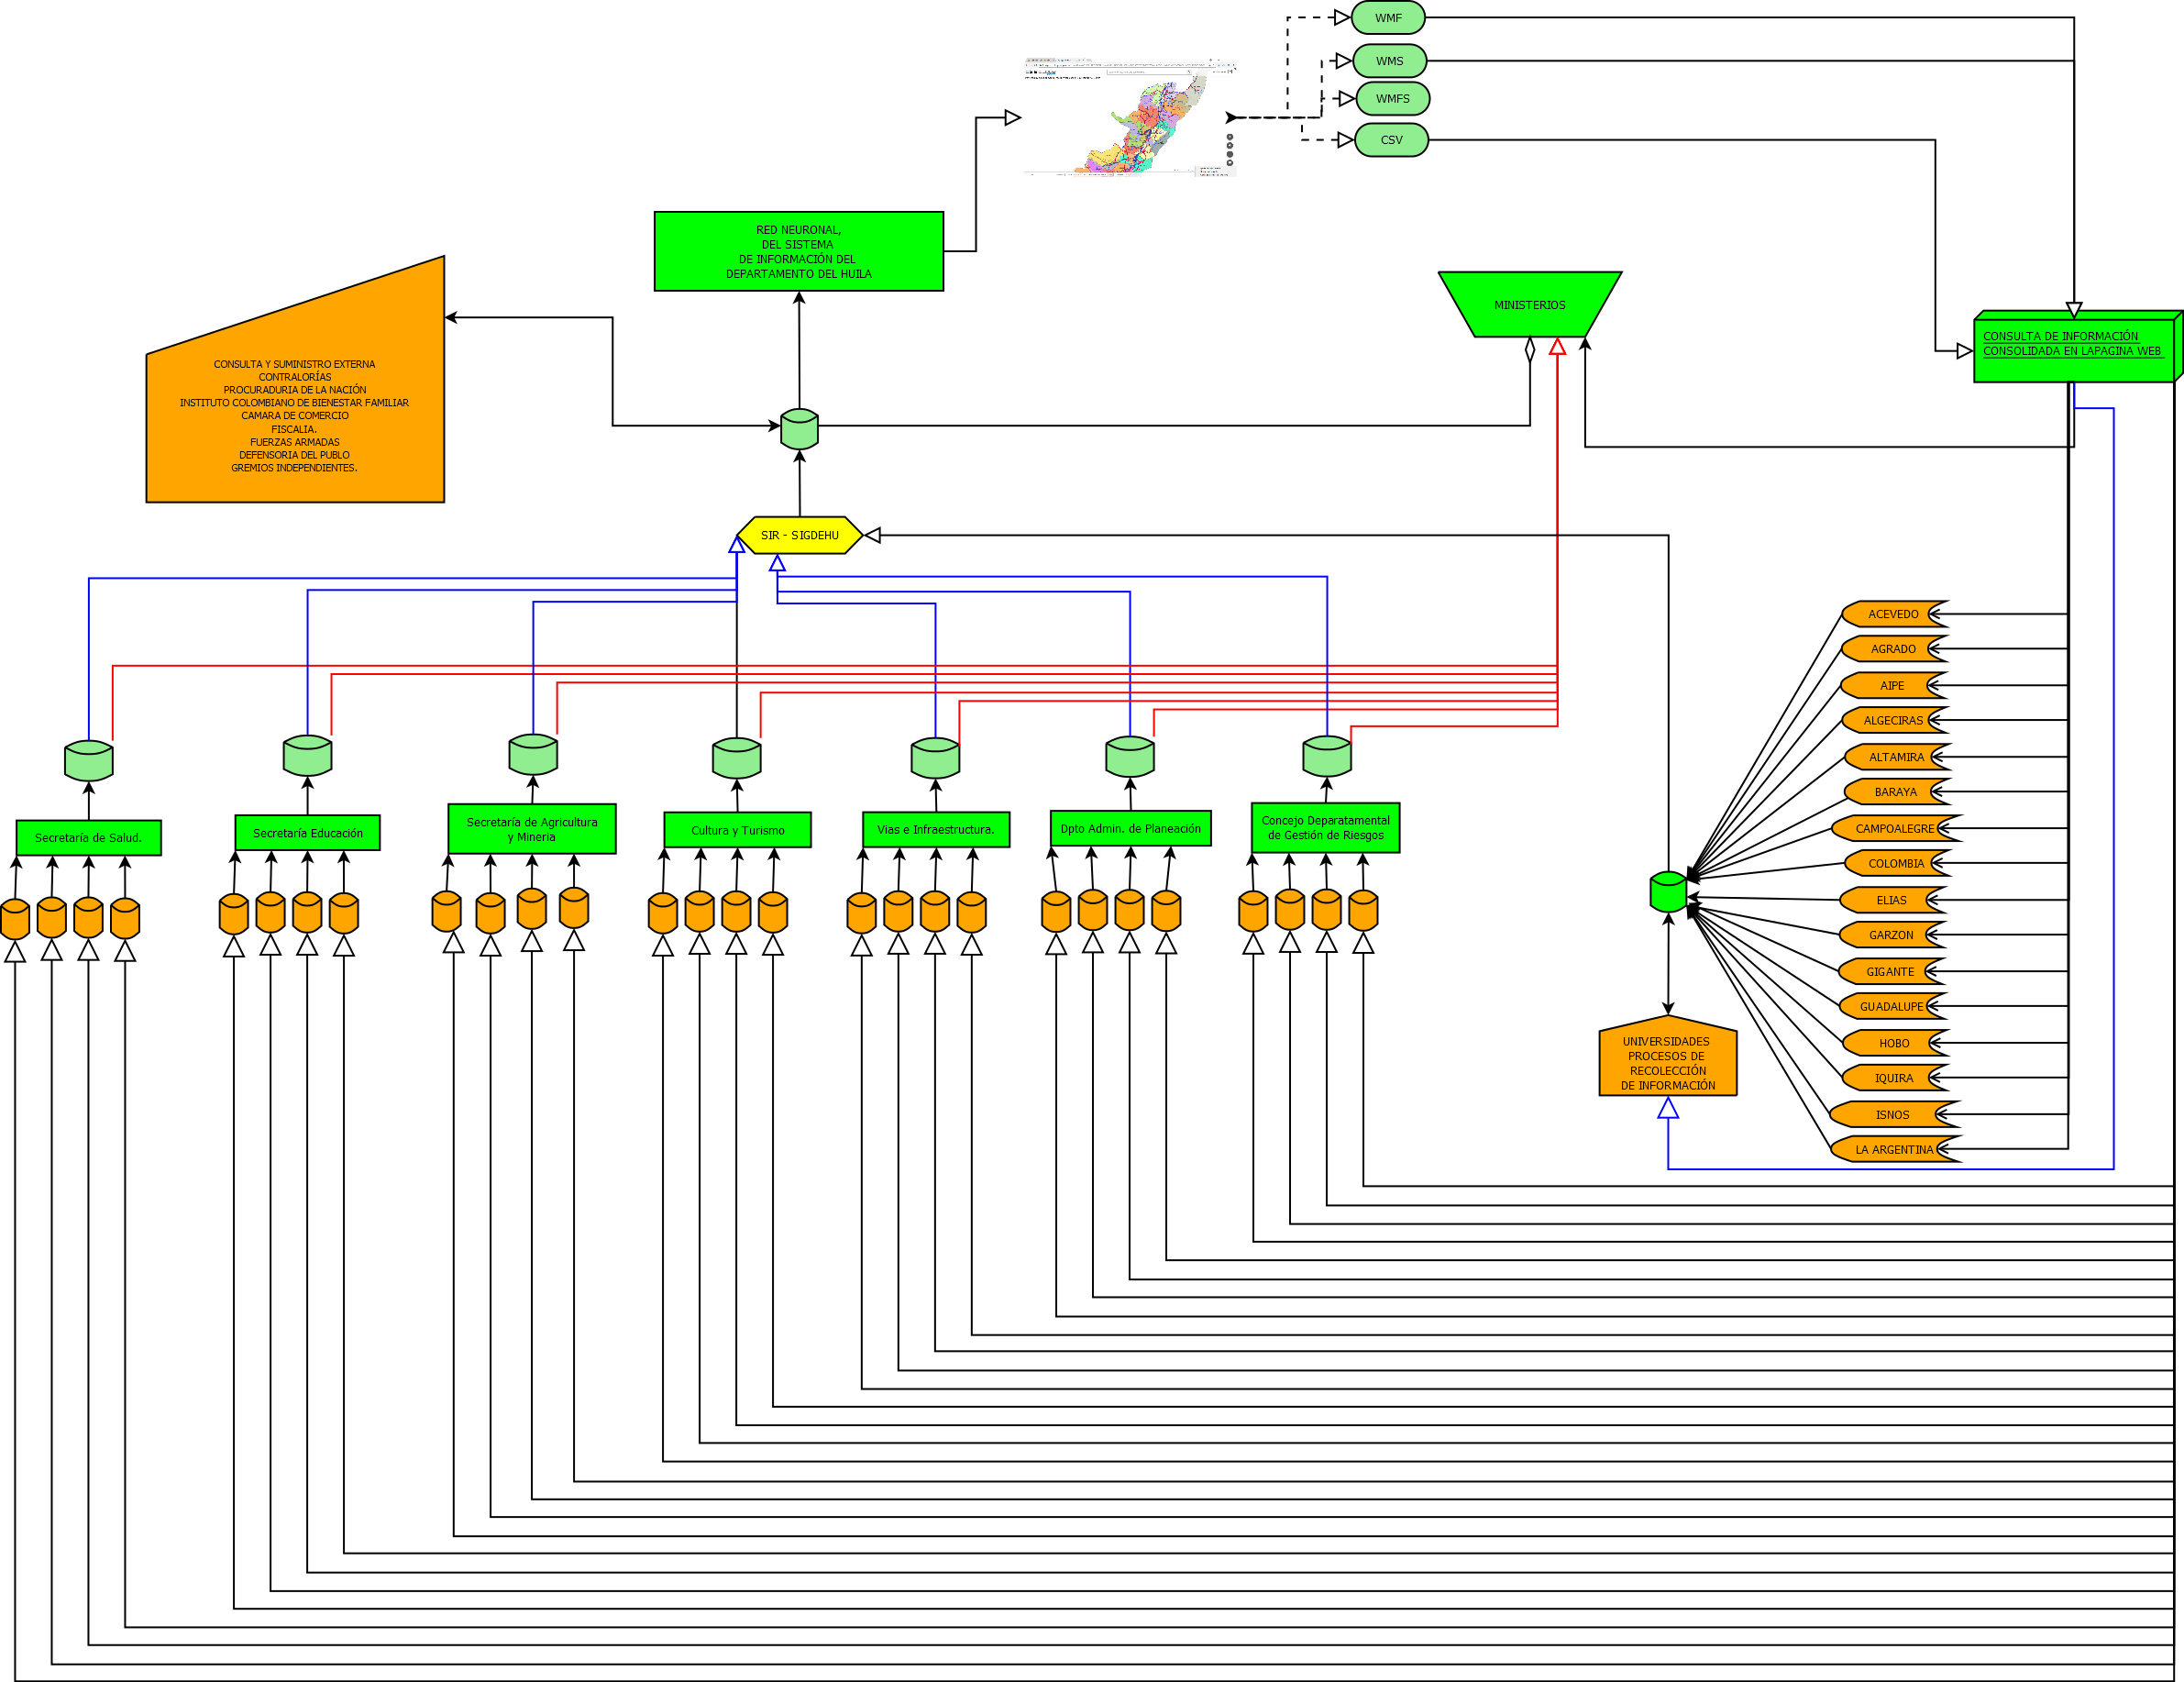 WMF
WMS
WMFS
CSV
RED NEURONAL,
DEL SISTEMA
DE INFORMACIÓN DEL
DEPARTAMENTO DEL HUILA
MINISTERIOS
CONSULTA DE INFORMACIÓN
CONSOLIDADA EN LAPAGINA WEB
CONSULTA Y SUMINISTRO EXTERNA
CONTRALORÍAS
PROCURADURIA DE LA NACIÓN
INSTITUTO COLOMBIANO DE BIENESTAR FAMILIAR
CAMARA DE COMERCIO
FISCALIA.
FUERZAS ARMADAS
DEFENSORIA DEL PUBLO
GREMIOS INDEPENDIENTES.
SIR - SIGDEHU
ACEVEDO
AGRADO
AIPE
ALGECIRAS
ALTAMIRA
BARAYA
CAMPOALEGRE
COLOMBIA
ELIAS
GARZON
GIGANTE
GUADALUPE
HOBO
IQUIRA
ISNOS
LA ARGENTINA
Secretaría de Salud.
Secretaría Educación
Secretaría de Agricultura
y Mineria
Cultura y Turismo
Vias e Infraestructura.
Dpto Admin. de Planeación
Concejo Deparatamental
de Gestión de Riesgos
UNIVERSIDADES
PROCESOS DE
RECOLECCIÓN
DE INFORMACIÓN